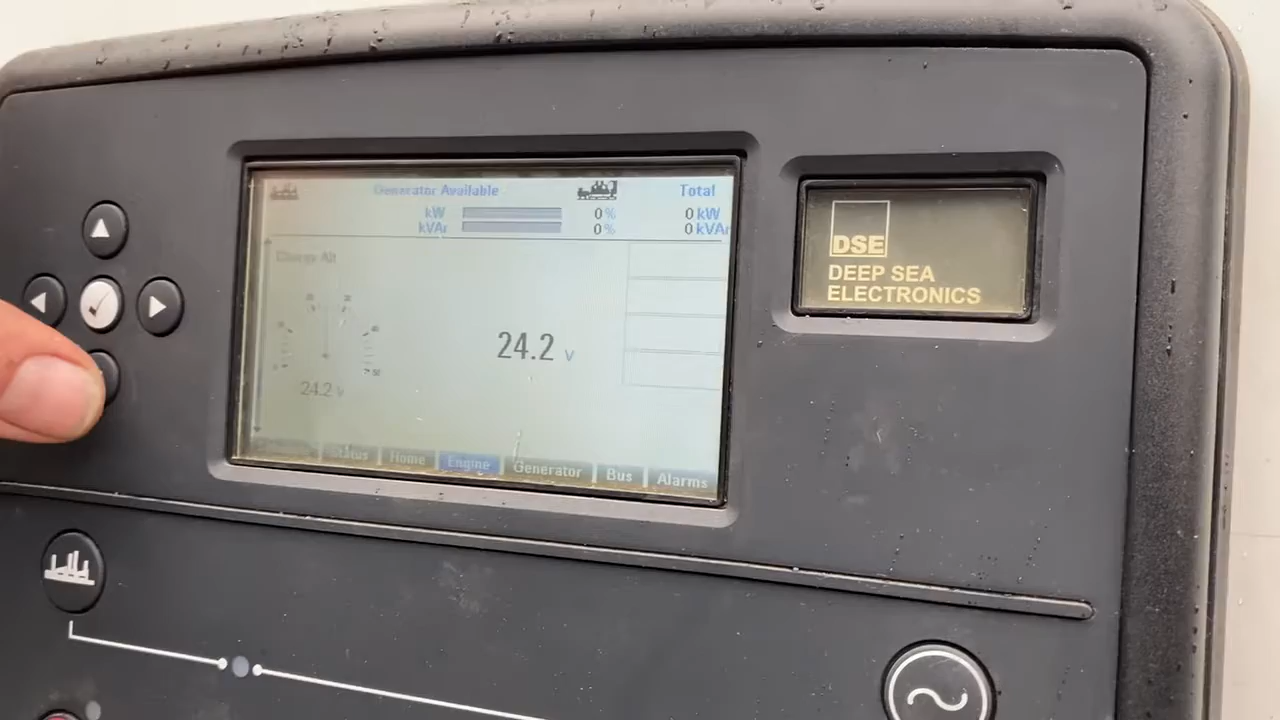 Generator Available
Total
kW
0 %
0 kW
kVAr
0 %
0 kVAr
Charge Alt
24.2 V
24.2 V
Status
Home
Engine
Generator
Bus
Alarms
DSE
DEEP SEA
ELECTRONICS